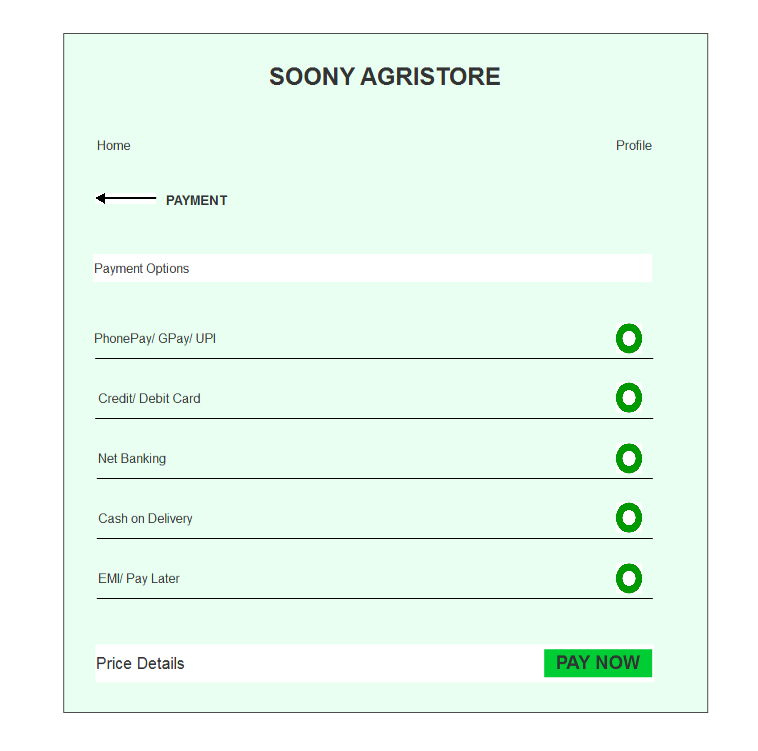 SOONY AGRISTORE
Home Profile
PAYMENT
Payment Options
PhonePay/ GPay/ UPI
Credit/ Debit Card
Net Banking
Cash on Delivery
EMI/ Pay Later
Price Details PAY NOW